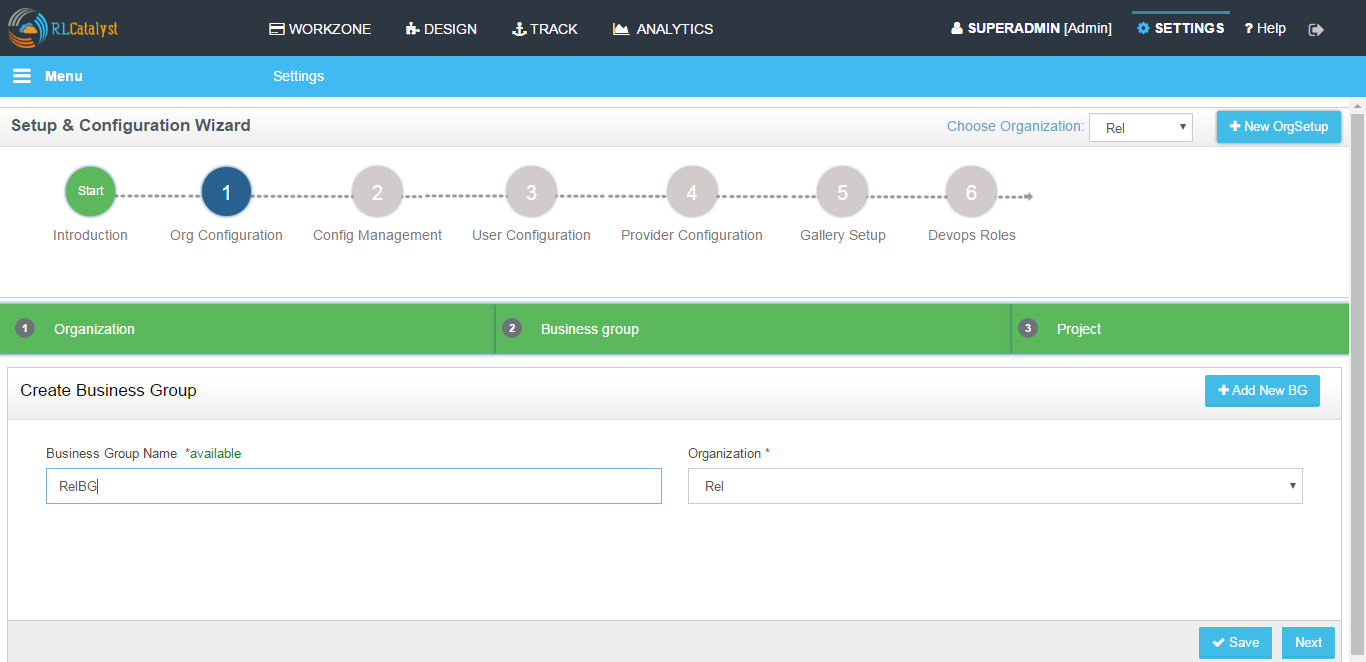 RLCatalyst WORKZONE DESIGN TRACK ANALYTICS SUPERADMIN [Admin] SETTINGS ? Help
Menu Settings
Setup & Configuration Wizard Choose Organization: Rel New OrgSetup
Start 1 2 3 4 5 6
Introduction Org Configuration Config Management User Configuration Provider Configuration Gallery Setup Devops Roles
1 Organization 2 Business group 3 Project
Create Business Group Add New BG
Business Group Name *available Organization *
RelBG Rel
Save Next